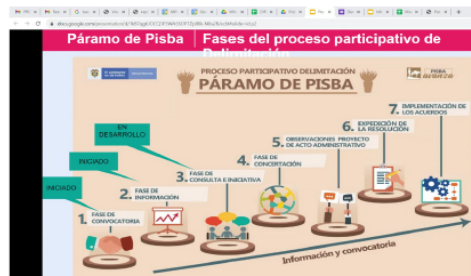 Páramo de Pisba | Fases del proceso participativo de
Delimitación
PROCESO PARTICIPATIVO DELIMITACIÓN
PÁRAMO DE PISBA
PISBA
7. IMPLEMENTACIÓN DE
LOS ACUERDOS
6. EXPEDICIÓN DE
LA RESOLUCIÓN
5. OBSERVACIONES PROYECTO
DE ACTO ADMINISTRATIVO
4. FASE DE
CONCERTACIÓN
EN
DESARROLLO
3. FASE DE
CONSULTA E INICIATIVA
INICIADO
2. FASE DE
INFORMACIÓN
INICIADO
1. FASE DE
CONVOCATORIA
Información y convocatoria